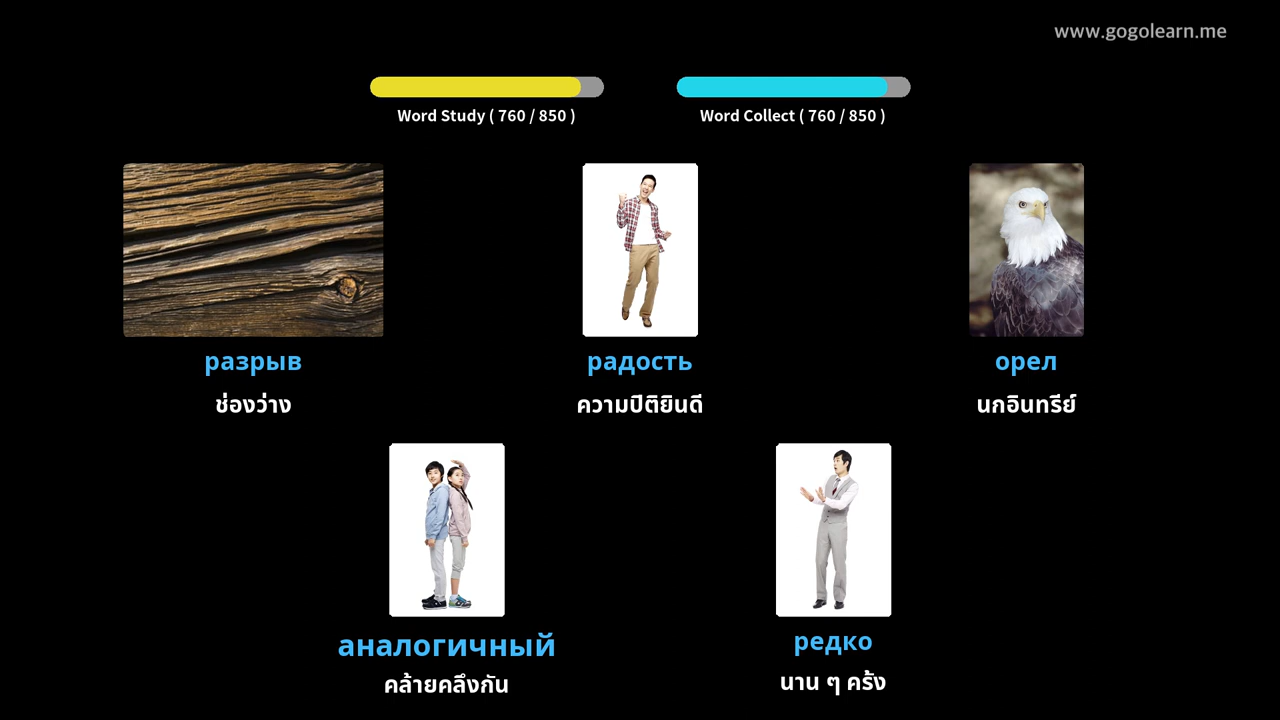 www.gogolearn.me
Word Study ( 760 / 850 )
Word Collect ( 760 / 850 )
разрыв
ช่องว่าง
радость
ความปีติยินดี
орел
นกอินทรีย์
аналогичный
คล้ายคลึงกัน
редко
นาน ๆ ครั้ง